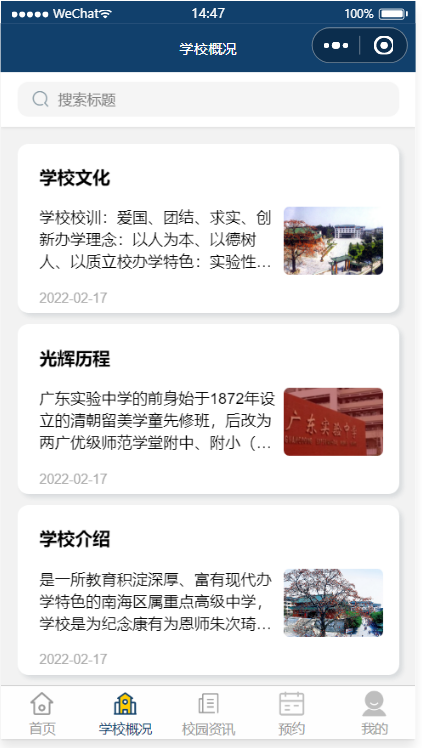 WeChat
14:47
100%
学校概况
搜索标题
学校文化
学校校训：爱国、团结、求实、创
新办学理念：以人为本、以德树
人、以质立校办学特色：实验性...
2022-02-17
光辉历程
广东实验中学的前身始于1872年设
立的清朝留美学童先修班，后改为
两广优级师范学堂附中、附小（...
广东实验中学
2022-02-17
学校介绍
是一所教育积淀深厚、富有现代办
学特色的南海区属重点高级中学，
学校是为纪念康有为恩师朱次琦...
2022-02-17
首页
学校概况
校园资讯
预约
我的